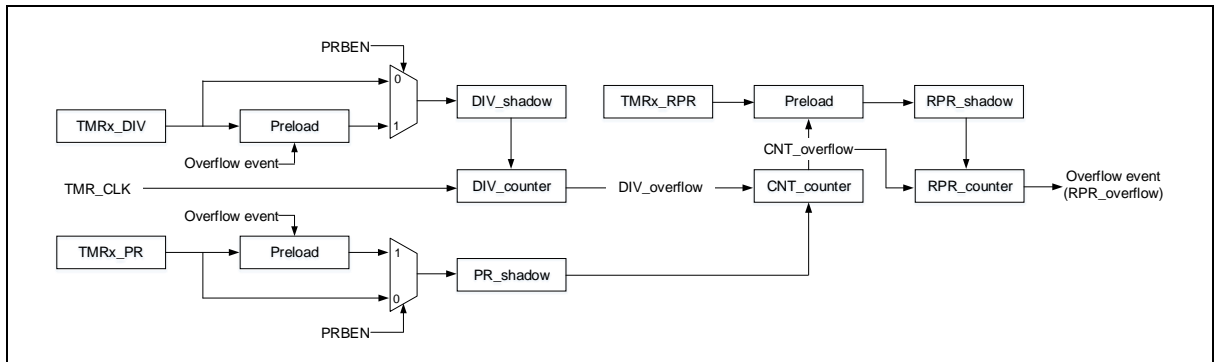 PRBEN
0
TMRx_DIV
Preload
1
DIV_shadow
TMRx_RPR
Preload
RPR_shadow
Overflow event
CNT_overflow
TMR_CLK
DIV_counter
DIV_overflow
CNT_counter
RPR_counter
Overflow event
(RPR_overflow)
Overflow event
TMRx_PR
Preload
1
PR_shadow
0
PRBEN